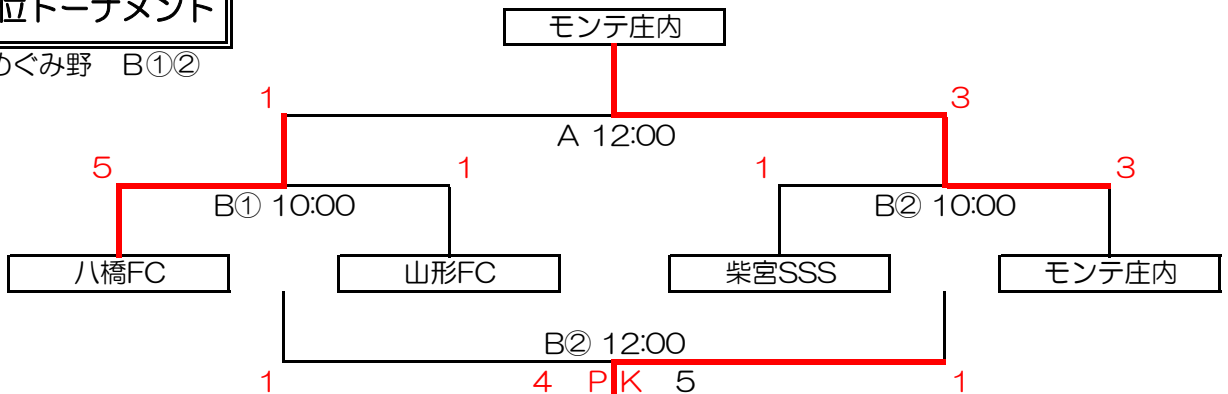 位トーナメント
モンテ庄内
めぐみ野　B①②
1
3
A 12:00
5
1
1
3
B① 10:00
B② 10:00
八橋FC
山形FC
柴宮SSS
モンテ庄内
B② 12:00
1
4 PK 5
1